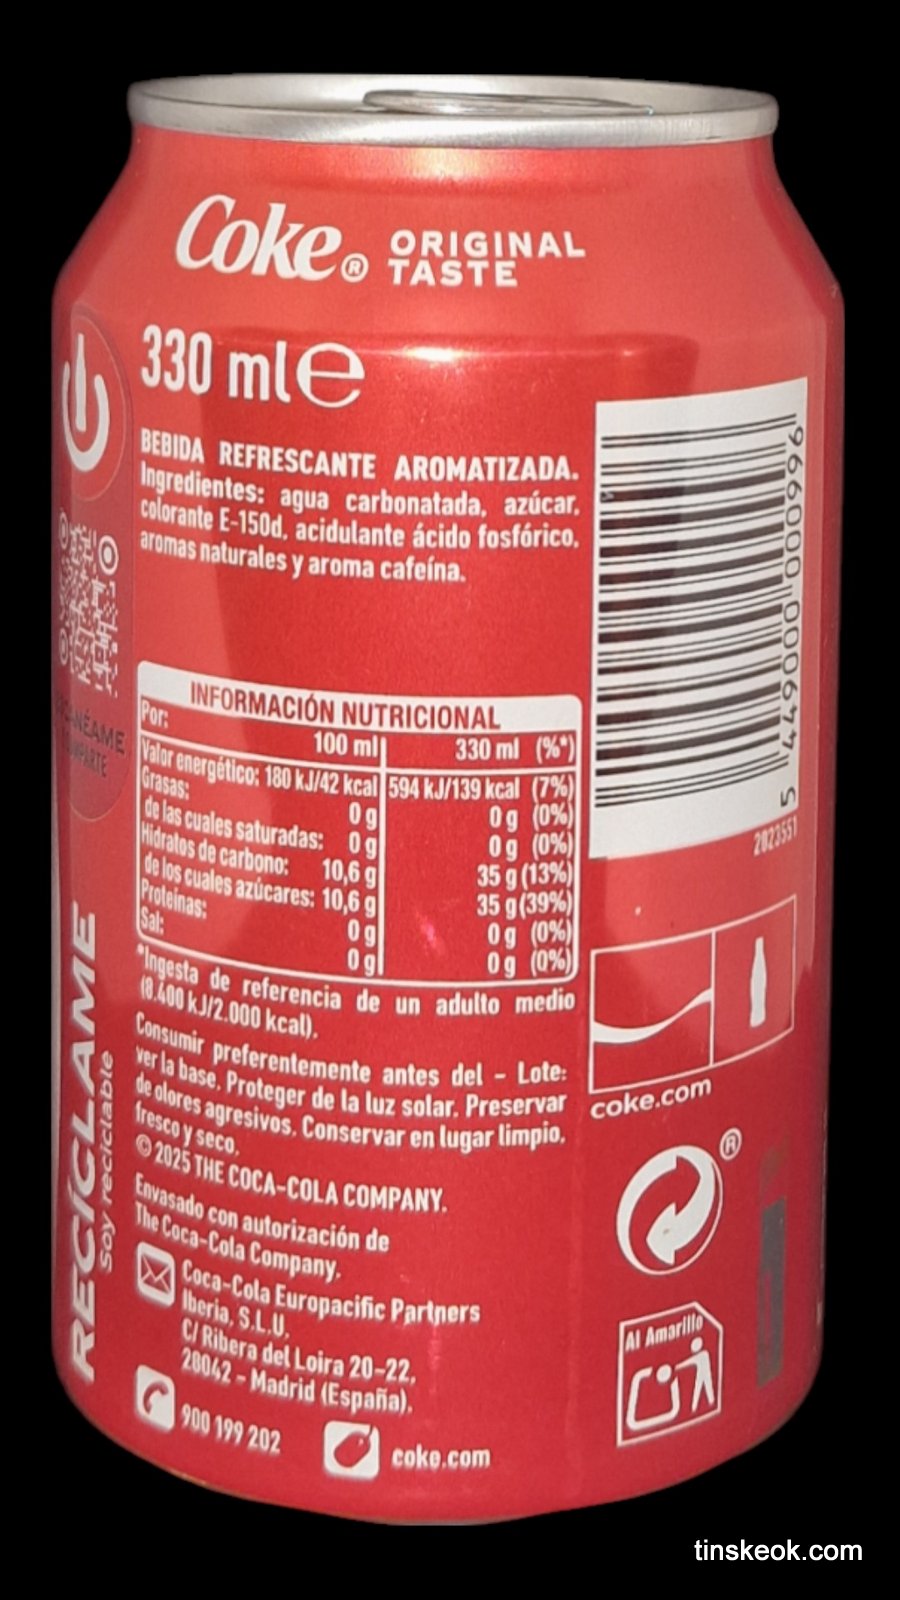 Coke® ORIGINAL
TASTE
330 ml e
BEBIDA REFRESCANTE AROMATIZADA.
Ingredientes: agua carbonatada, azúcar,
colorante E-150d, acidulante ácido fosfórico,
aromas naturales y aroma cafeína.
INFORMACIÓN NUTRICIONAL
Por: 100 ml 330 ml (%*)
Valor energético: 180 kJ/42 kcal 594 kJ/139 kcal (7%)
Grasas: 0 g 0 g (0%)
de las cuales saturadas: 0 g 0 g (0%)
Hidratos de carbono: 10,6 g 35 g (13%)
de los cuales azúcares: 10,6 g 35 g (39%)
Proteínas: 0 g 0 g (0%)
Sal: 0 g 0 g (0%)
*Ingesta de referencia de un adulto medio
(8.400 kJ/2.000 kcal).
Consumir preferentemente antes del - Lote:
ver la base. Proteger de la luz solar. Preservar
de olores agresivos. Conservar en lugar limpio,
fresco y seco.
© 2025 THE COCA-COLA COMPANY.
Envasado con autorización de
The Coca-Cola Company.
Coca-Cola Europacific Partners
Iberia, S.L.U.
C/ Ribera del Loira 20-22,
28042 - Madrid (España).
900 199 202
coke.com
RECÍCLAME
Soy reciclable
5 449000 000996
2023551
coke.com
®
Al Amarillo
tinskeok.com